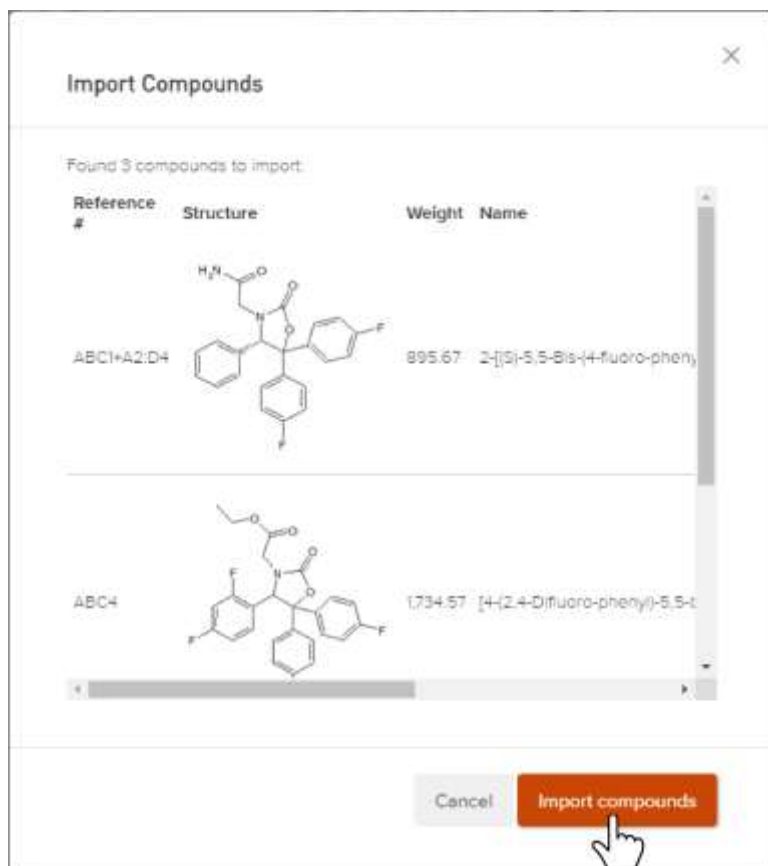 Import Compounds
Found 3 compounds to import:
Reference # Structure Weight Name
H₂N O O
N O F
ABC1+A2:D4 895.67 2-[(S)-5,5-Bis-(4-fluoro-pheny
F
O O
F N O O
ABC4 1,734.57 [4-(2,4-Difluoro-phenyl)-5,5-b
F F
Cancel Import compounds